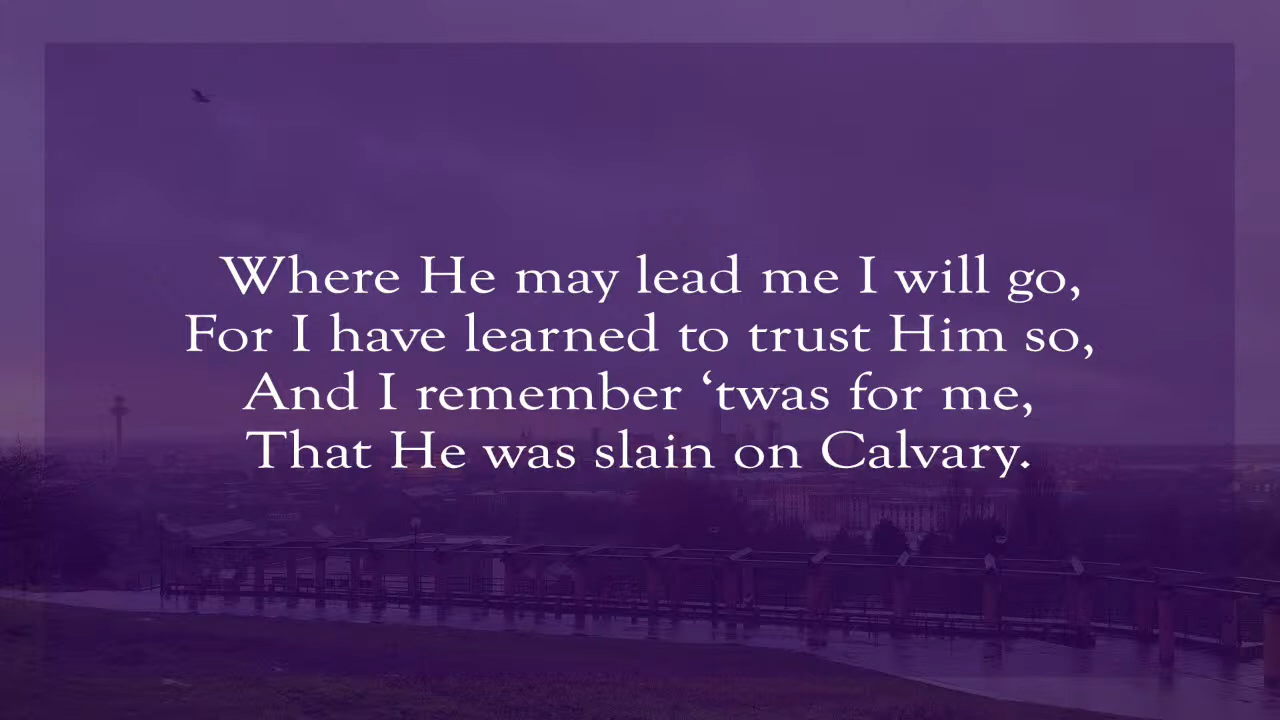 Where He may lead me I will go,
For I have learned to trust Him so,
And I remember ‘twas for me,
That He was slain on Calvary.